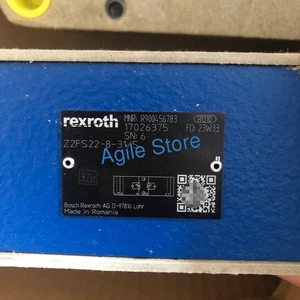 rexroth
MNR: R900456783
17026375 FD: 23W33
SN: 6
Z2FS22-8-31/S
Agile Store
Bosch Rexroth AG D-97816 Lohr
Made in Romania